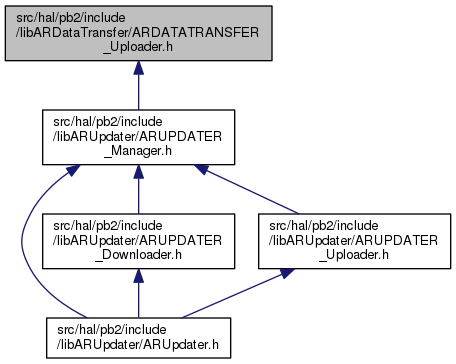 src/hal/pb2/include
/libARDataTransfer/ARDATATRANSFER
_Uploader.h
src/hal/pb2/include
/libARUpdater/ARUPDATER
_Manager.h
src/hal/pb2/include
/libARUpdater/ARUPDATER
_Downloader.h
src/hal/pb2/include
/libARUpdater/ARUPDATER
_Uploader.h
src/hal/pb2/include
/libARUpdater/ARUpdater.h